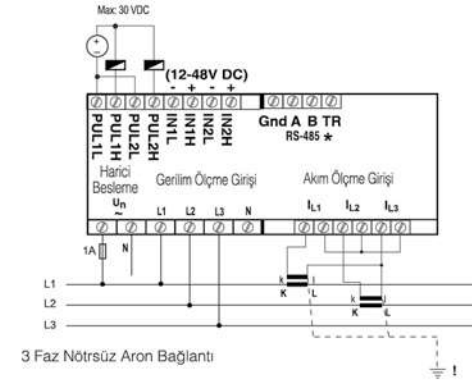 Max: 30 VDC
(12-48V DC)
- + - +
PUL1L PUL1H PUL2L PUL2H IN1L IN1H IN2L IN2H
Gnd A B TR
RS-485 *
Harici Besleme
Gerilim Ölçme Girişi
Akım Ölçme Girişi
Un ~ L1 L2 L3 N
IL1 IL2 IL3
1A N
L1
k l
K L
L2
k l
K L
L3
3 Faz Nötrsüz Aron Bağlantı
!